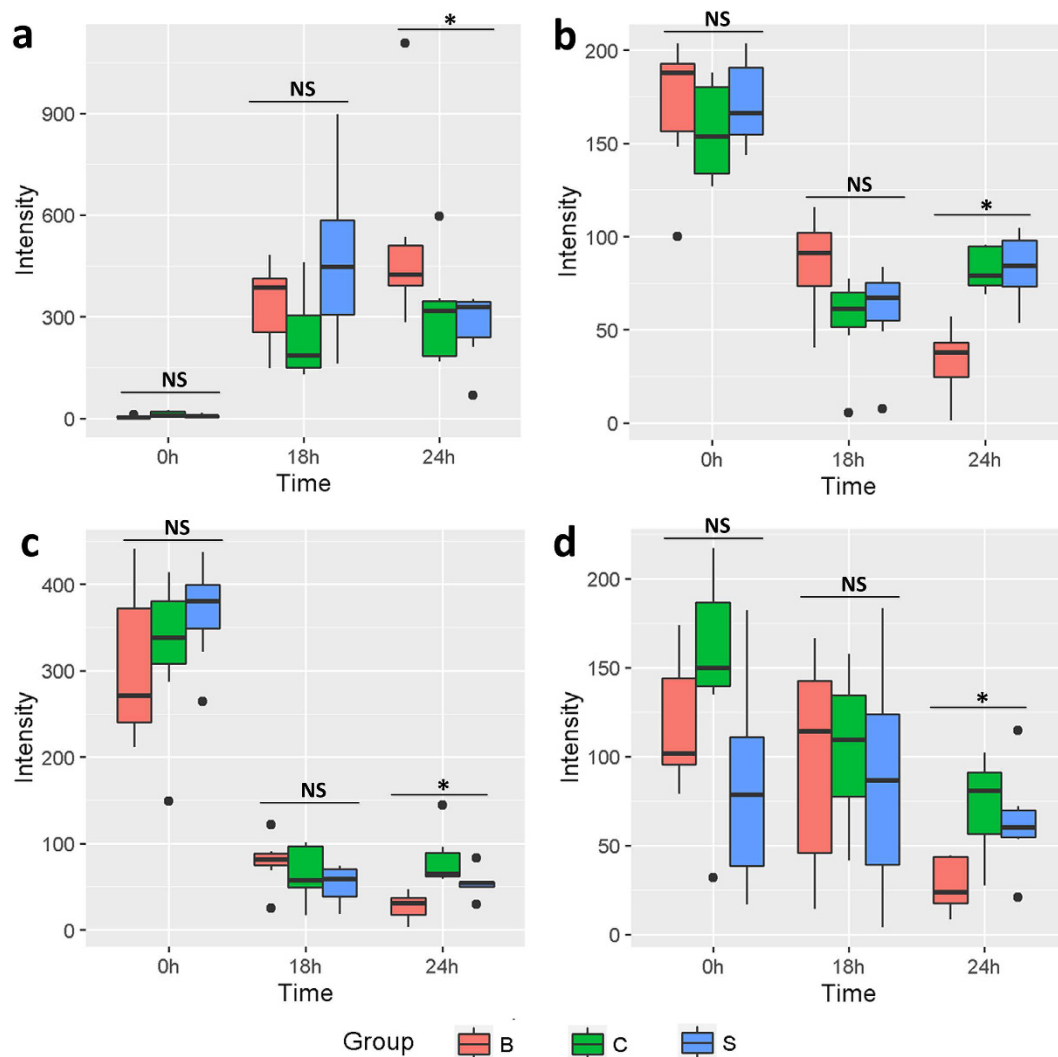 a
*
NS
NS
900
600
300
0
Intensity
0h
18h
24h
Time
b
NS
NS
*
200
150
100
50
0
Intensity
0h
18h
24h
Time
c
NS
NS
*
400
300
200
100
0
Intensity
0h
18h
24h
Time
d
NS
NS
*
200
150
100
50
0
Intensity
0h
18h
24h
Time
Group B C S